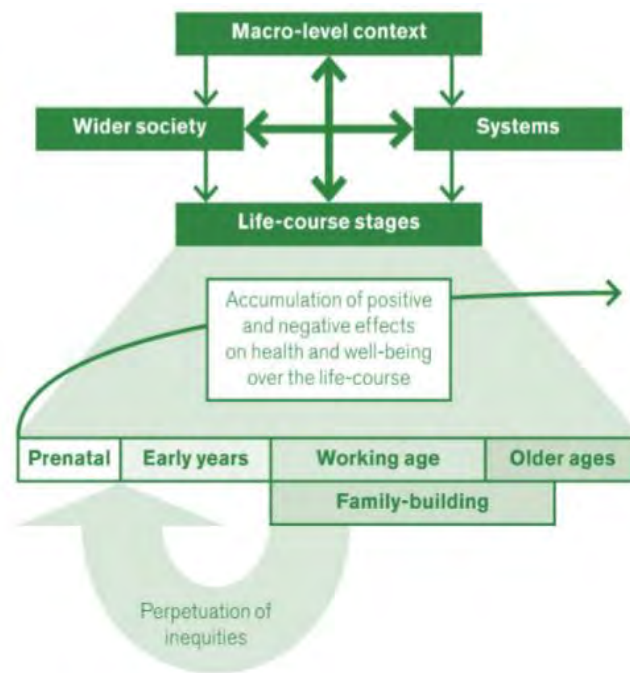 Macro-level context
Wider society
Systems
Life-course stages
Accumulation of positive
and negative effects
on health and well-being
over the life-course
Prenatal
Early years
Working age
Older ages
Family-building
Perpetuation of
inequities